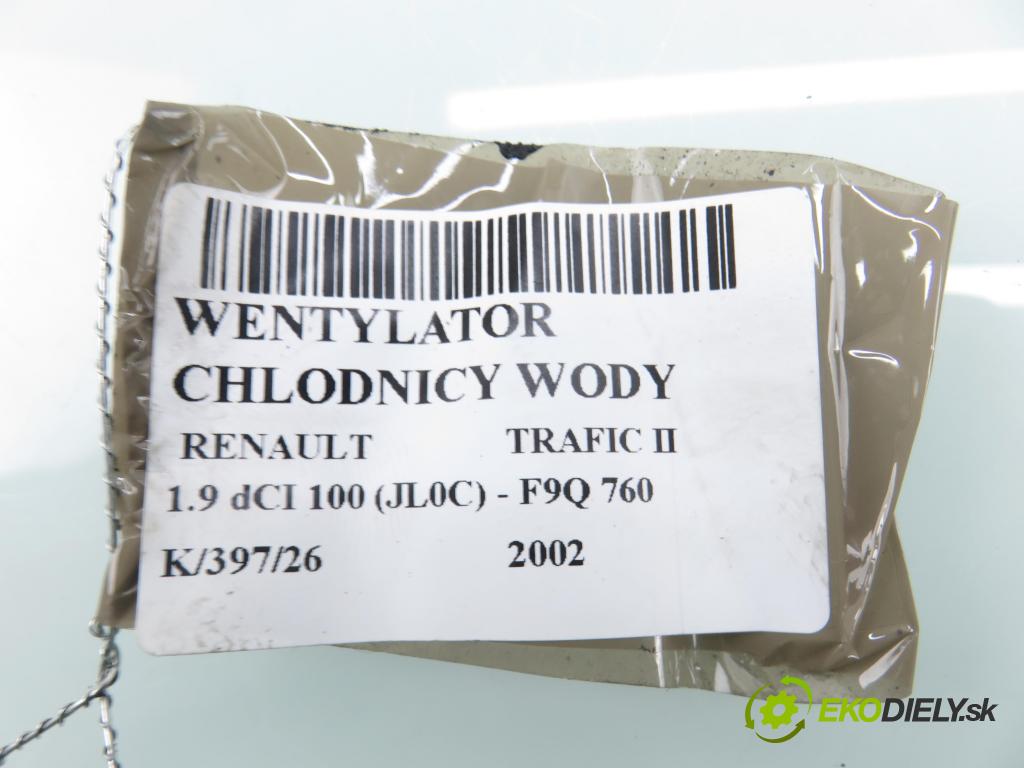 WENTYLATOR
CHLODNICY WODY
RENAULT TRAFIC II
1.9 dCI 100 (JL0C) - F9Q 760
K/397/26 2002
EKODIELY.sk